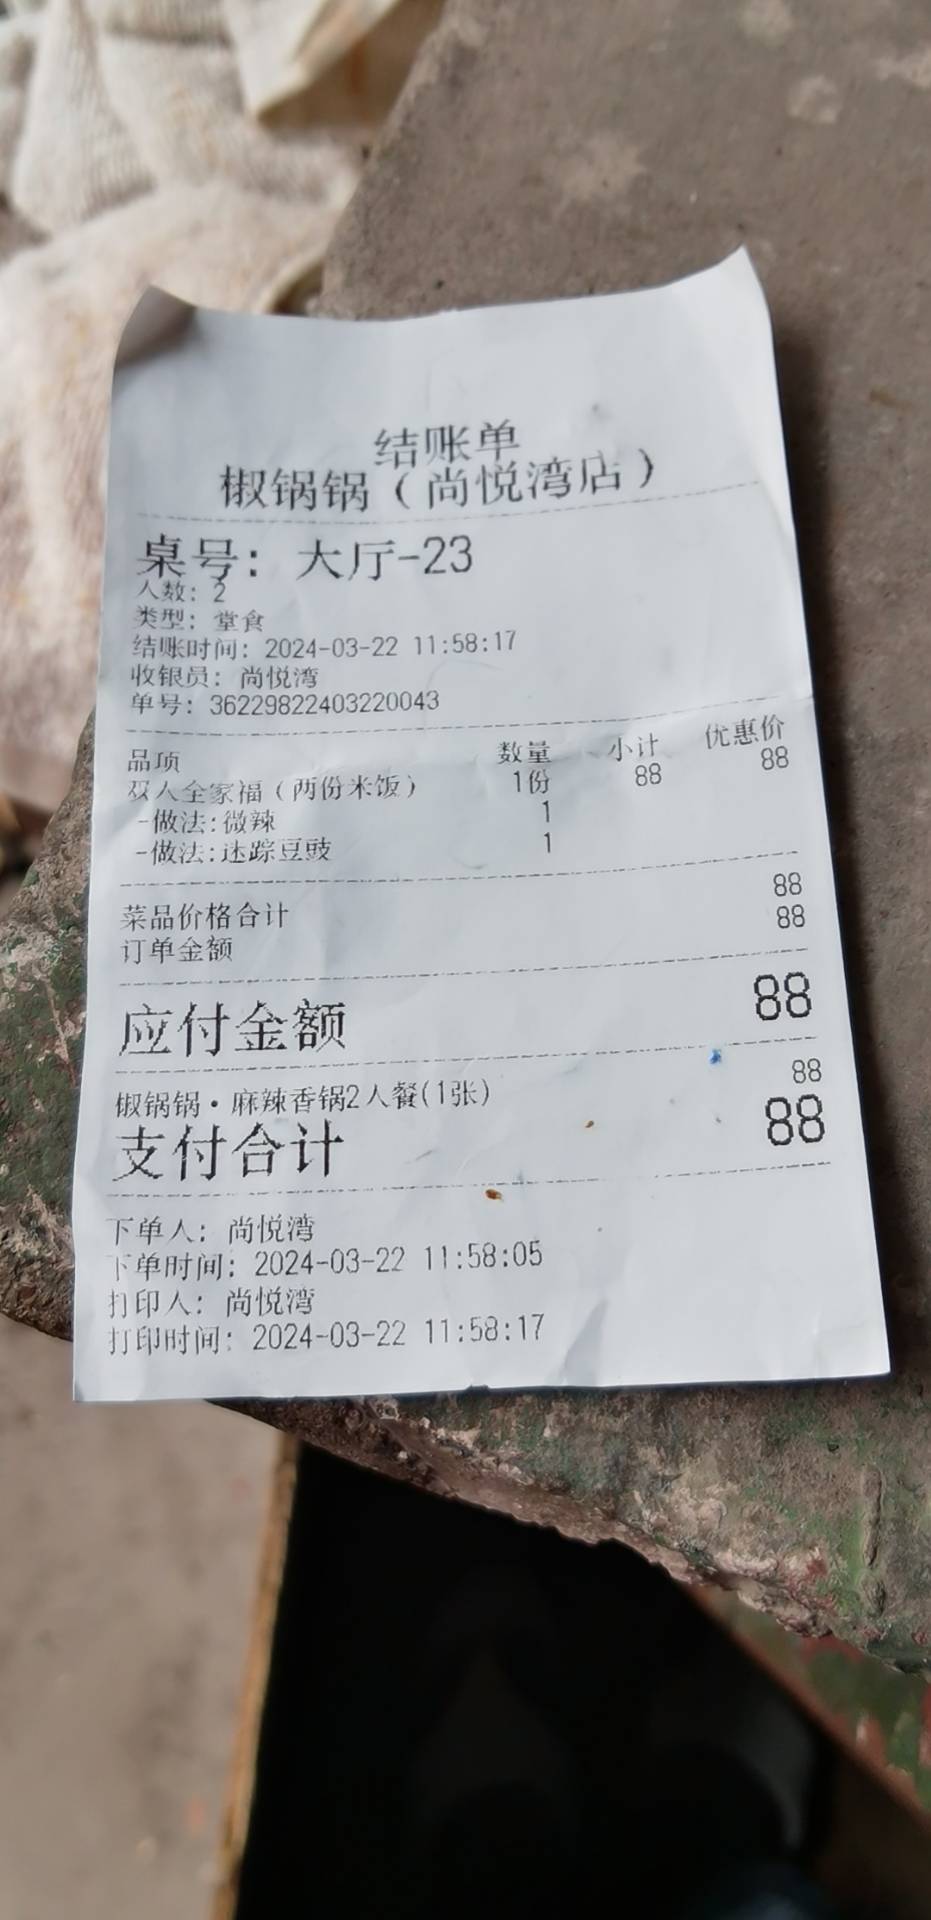 结账单
椒锅锅（尚悦湾店）
桌号：大厅-23
人数：2
类型：堂食
结账时间：2024-03-22 11:58:17
收银员：尚悦湾
单号：36229822403220043
品项 数量 小计 优惠价
双人全家福（两份米饭） 1份 88 88
-做法:微辣 1
-做法:迷踪豆豉 1
菜品价格合计 88
订单金额 88
应付金额 88
椒锅锅·麻辣香锅2人餐(1张) 88
支付合计 88
下单人：尚悦湾
下单时间：2024-03-22 11:58:05
打印人：尚悦湾
打印时间：2024-03-22 11:58:17